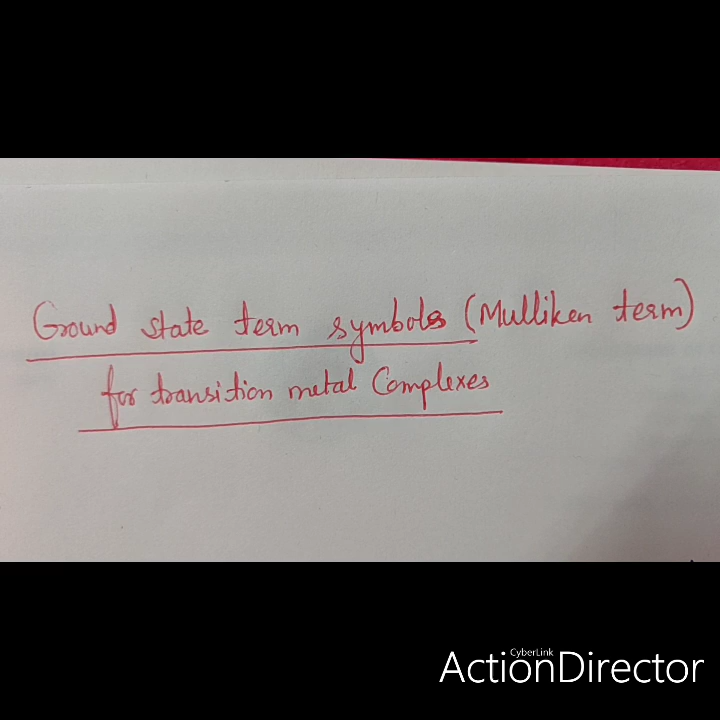 Ground state term symbols (Mulliken term)
for transition metal Complexes
CyberLink
ActionDirector